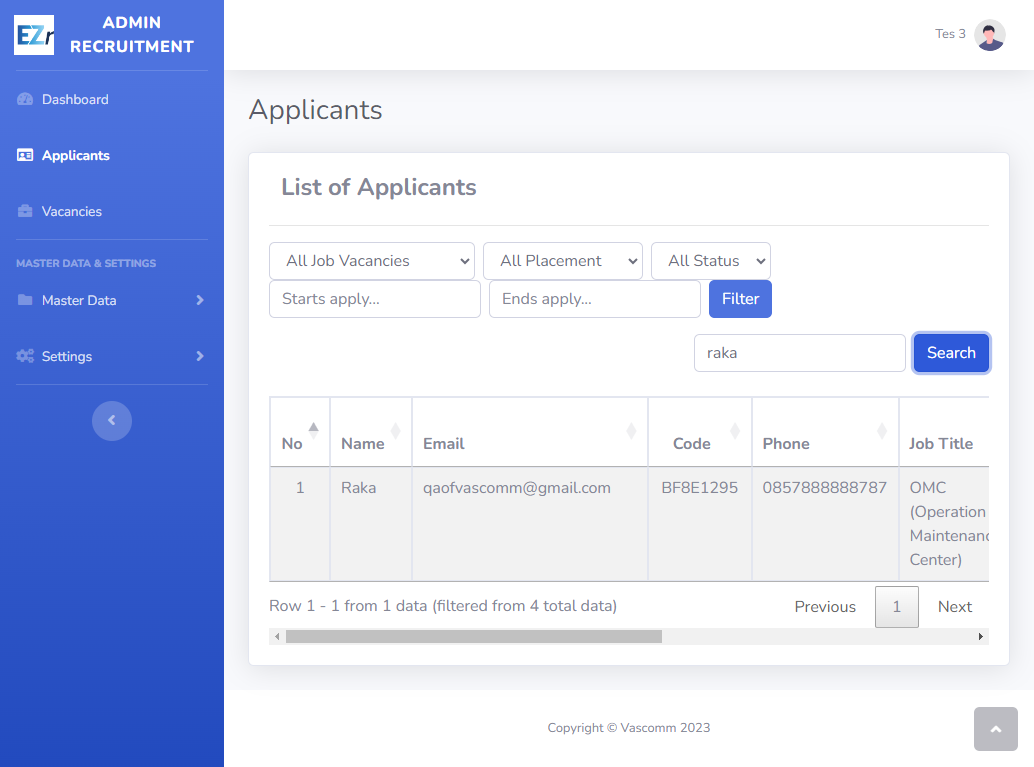 EZr
ADMIN
RECRUITMENT
Tes 3
Dashboard
Applicants
Vacancies
MASTER DATA & SETTINGS
Master Data
Settings
Applicants
List of Applicants
All Job Vacancies All Placement All Status
Starts apply... Ends apply... Filter
raka Search
No Name Email Code Phone Job Title
1 Raka qaofvascomm@gmail.com BF8E1295 0857888888787 OMC
(Operation
Maintenanc
Center)
Row 1 - 1 from 1 data (filtered from 4 total data)
Previous 1 Next
Copyright © Vascomm 2023